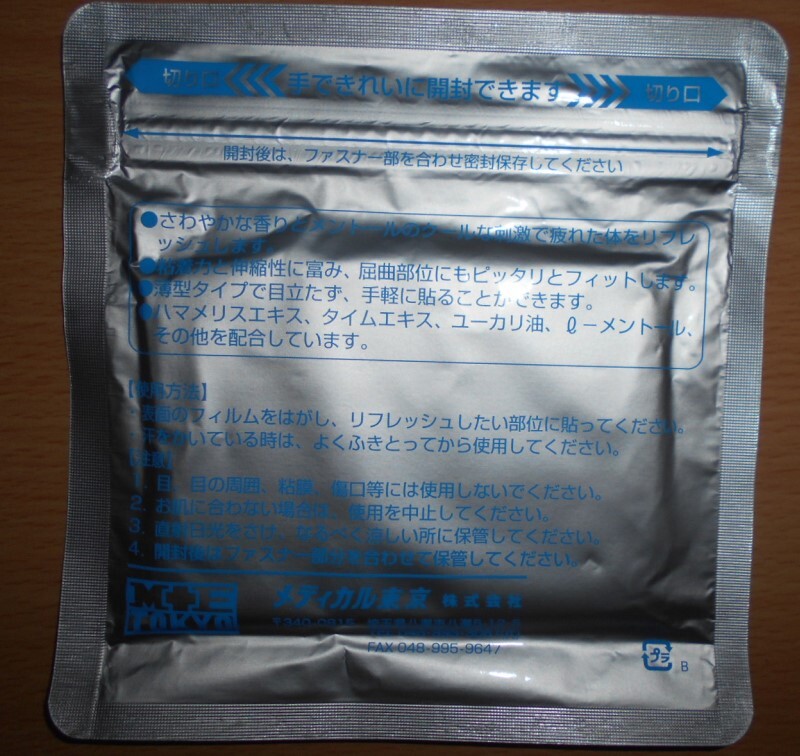 切り口 手できれいに開封できます 切り口
開封後は、ファスナー部を合わせ密封保存してください
●さわやかな香りとメントールのクールな刺激で疲れた体をリフレ
ッシュします。
●粘着力と伸縮性に富み、屈曲部位にもピッタリとフィットします。
●薄型タイプで目立たず、手軽に貼ることができます。
●ハマメリスエキス、タイムエキス、ユーカリ油、ℓ-メントール、
その他を配合しています。
【使用方法】
・表面のフィルムをはがし、リフレッシュしたい部位に貼ってください。
・汗をかいている時は、よくふきとってから使用してください。
【注意】
1. 目、目の周囲、粘膜、傷口等には使用しないでください。
2. お肌に合わない場合は、使用を中止してください。
3. 直射日光をさけ、なるべく涼しい所に保管してください。
4. 開封後はファスナー部分を合わせて保管してください。
M+E TOKYO
メディカル東京 株式会社
FAX 048-995-9647
プラ B